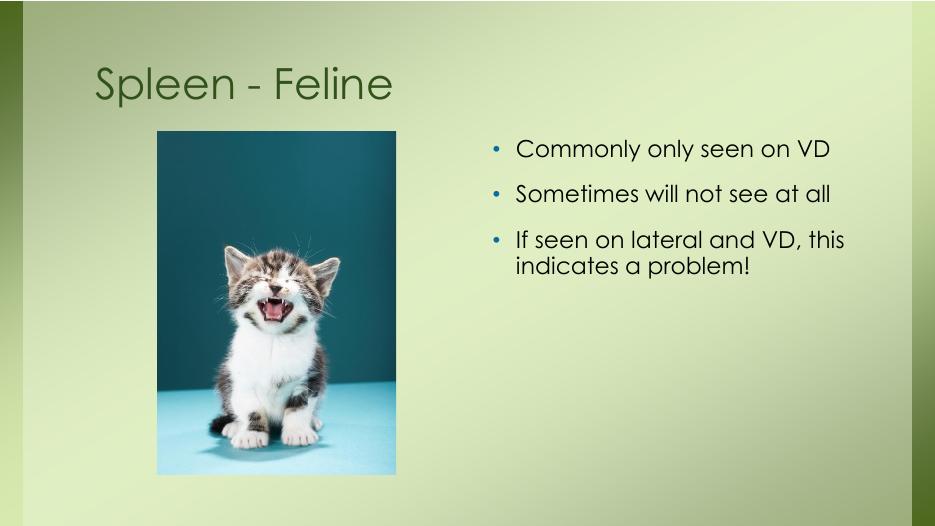 Spleen - Feline
• Commonly only seen on VD
• Sometimes will not see at all
• If seen on lateral and VD, this
indicates a problem!